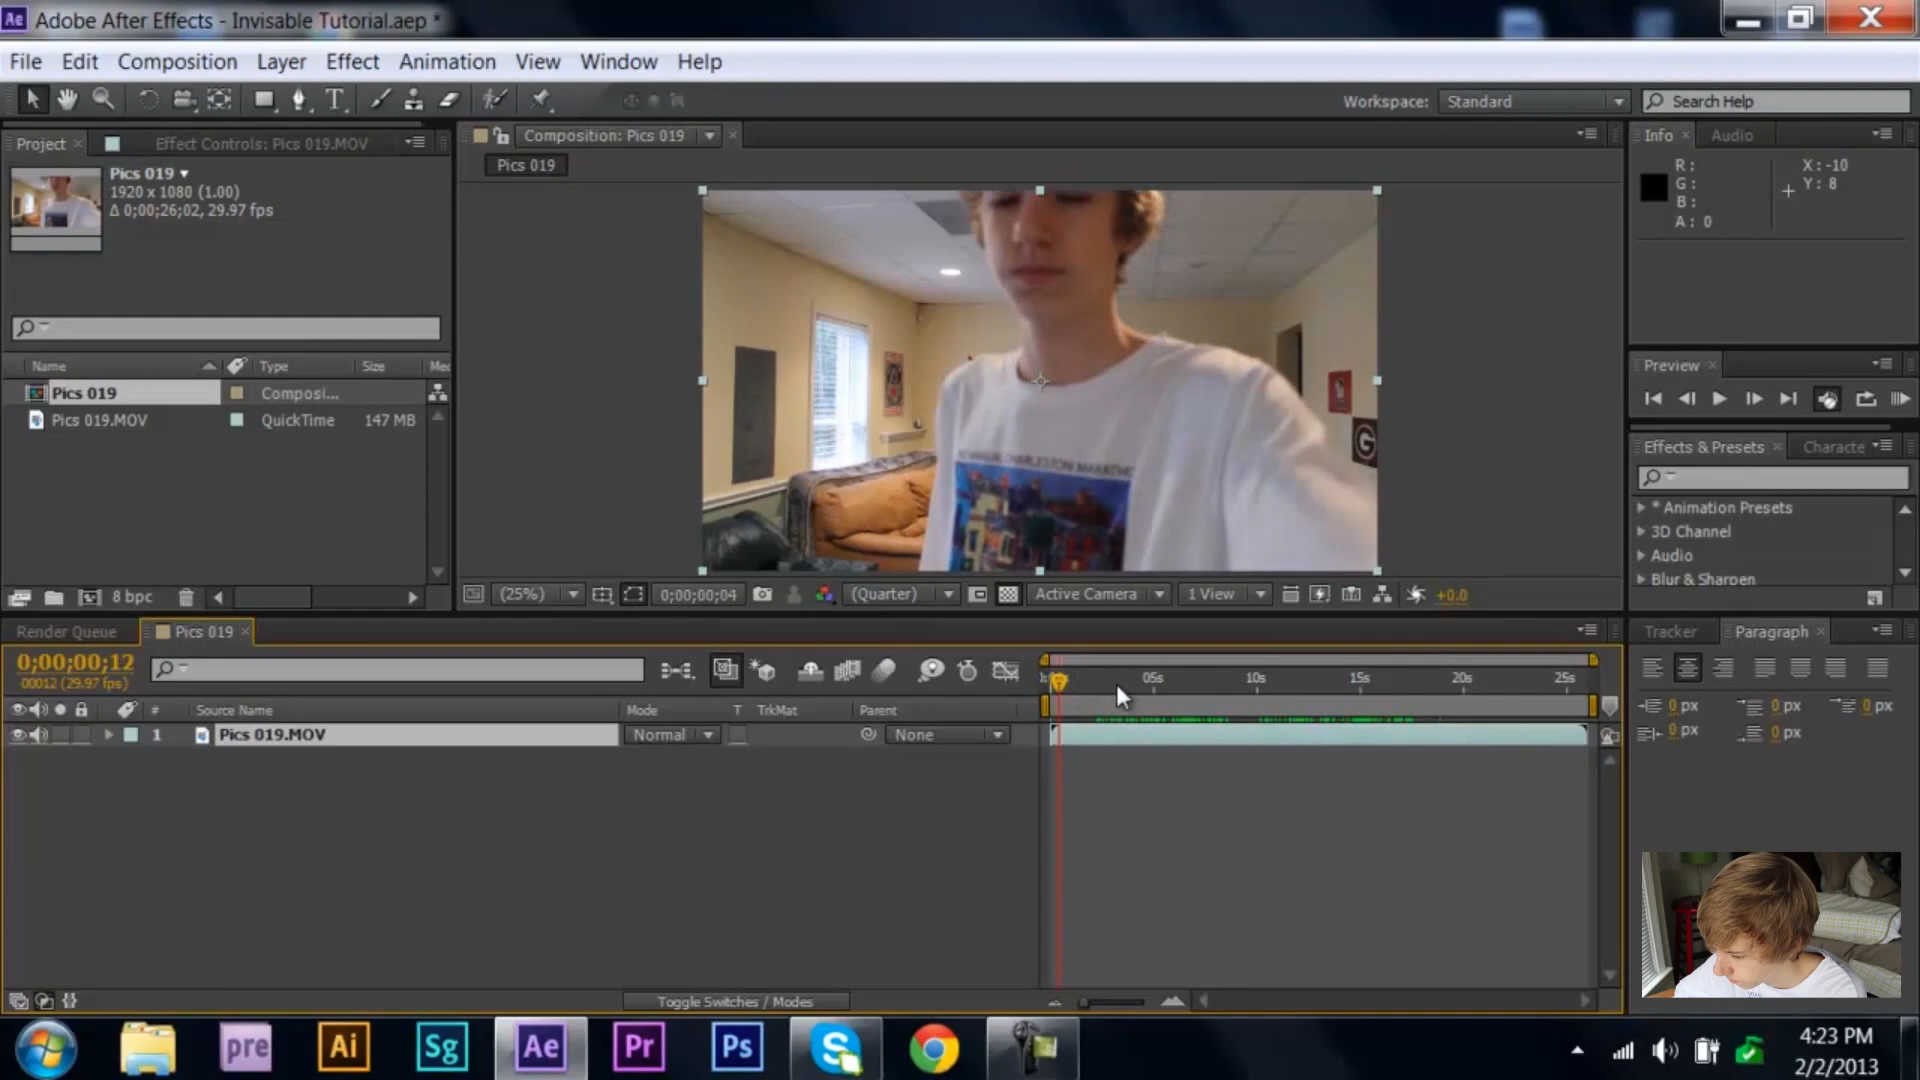 Adobe After Effects - Invisable Tutorial.aep *
File Edit Composition Layer Effect Animation View Window Help
Workspace: Standard Search Help
Project × Effect Controls: Pics 019.MOV
Composition: Pics 019 ×
Info × Audio
Pics 019
Pics 019
1920 x 1080 (1.00)
Δ 0;00;26;02, 29.97 fps
R:
G:
B:
A: 0
X: -10
Y: 8
Preview ×
Name Type Size Med
Pics 019 Composi...
Pics 019.MOV QuickTime 147 MB
Effects & Presets × Characte
* Animation Presets
3D Channel
Audio
Blur & Sharpen
CHARLESTON MARATHO
G
8 bpc
(25%) 0;00;00;04 (Quarter) Active Camera 1 View +0.0
Render Queue Pics 019 ×
Tracker Paragraph ×
0;00;00;12
00012 (29.97 fps)
05s 10s 15s 20s 25s
0 px 0 px 0 px
0 px 0 px
# Source Name Mode T TrkMat Parent
1 Pics 019.MOV Normal None
Toggle Switches / Modes
pre Ai Sg Ae Pr Ps
4:23 PM
2/2/2013